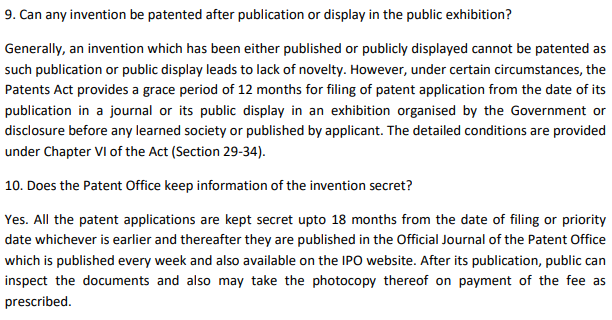 9. Can any invention be patented after publication or display in the public exhibition?
Generally, an invention which has been either published or publicly displayed cannot be patented as
such publication or public display leads to lack of novelty. However, under certain circumstances, the
Patents Act provides a grace period of 12 months for filing of patent application from the date of its
publication in a journal or its public display in an exhibition organised by the Government or
disclosure before any learned society or published by applicant. The detailed conditions are provided
under Chapter VI of the Act (Section 29-34).
10. Does the Patent Office keep information of the invention secret?
Yes. All the patent applications are kept secret upto 18 months from the date of filing or priority
date whichever is earlier and thereafter they are published in the Official Journal of the Patent Office
which is published every week and also available on the IPO website. After its publication, public can
inspect the documents and also may take the photocopy thereof on payment of the fee as
prescribed.